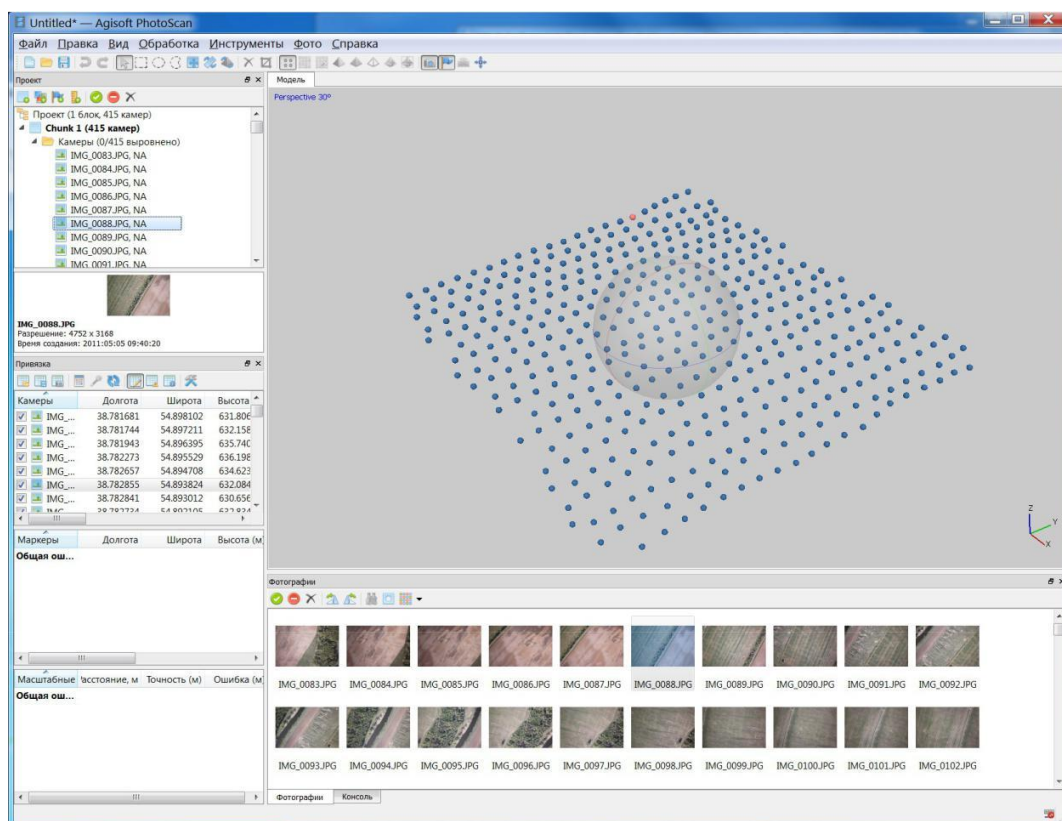 Untitled* — Agisoft PhotoScan
Файл Правка Вид Обработка Инструменты Фото Справка
Проект
Проект (1 блок, 415 камер)
Chunk 1 (415 камер)
Камеры (0/415 выровнено)
IMG_0083.JPG, NA
IMG_0084.JPG, NA
IMG_0085.JPG, NA
IMG_0086.JPG, NA
IMG_0087.JPG, NA
IMG_0088.JPG, NA
IMG_0089.JPG, NA
IMG_0090.JPG, NA
IMG_0091.JPG, NA
IMG_0088.JPG
Разрешение: 4752 x 3168
Время создания: 2011:05:05 09:40:20
Привязка
Камеры Долгота Широта Высота
IMG_... 38.781681 54.898102 631.806
IMG_... 38.781744 54.897211 632.158
IMG_... 38.781943 54.896395 635.740
IMG_... 38.782273 54.895529 636.198
IMG_... 38.782657 54.894708 634.623
IMG_... 38.782855 54.893824 632.084
IMG_... 38.782841 54.893012 630.656
IMG_... 38.782734 54.892105 632.834
Маркеры Долгота Широта Высота (м
Общая ош...
Масштабные Расстояние, м Точность (м) Ошибка (м
Общая ош...
Модель
Perspective 30°
Z
Y
X
Фотографии
IMG_0083.JPG IMG_0084.JPG IMG_0085.JPG IMG_0086.JPG IMG_0087.JPG IMG_0088.JPG IMG_0089.JPG IMG_0090.JPG IMG_0091.JPG IMG_0092.JPG
IMG_0093.JPG IMG_0094.JPG IMG_0095.JPG IMG_0096.JPG IMG_0097.JPG IMG_0098.JPG IMG_0099.JPG IMG_0100.JPG IMG_0101.JPG IMG_0102.JPG
Фотографии Консоль